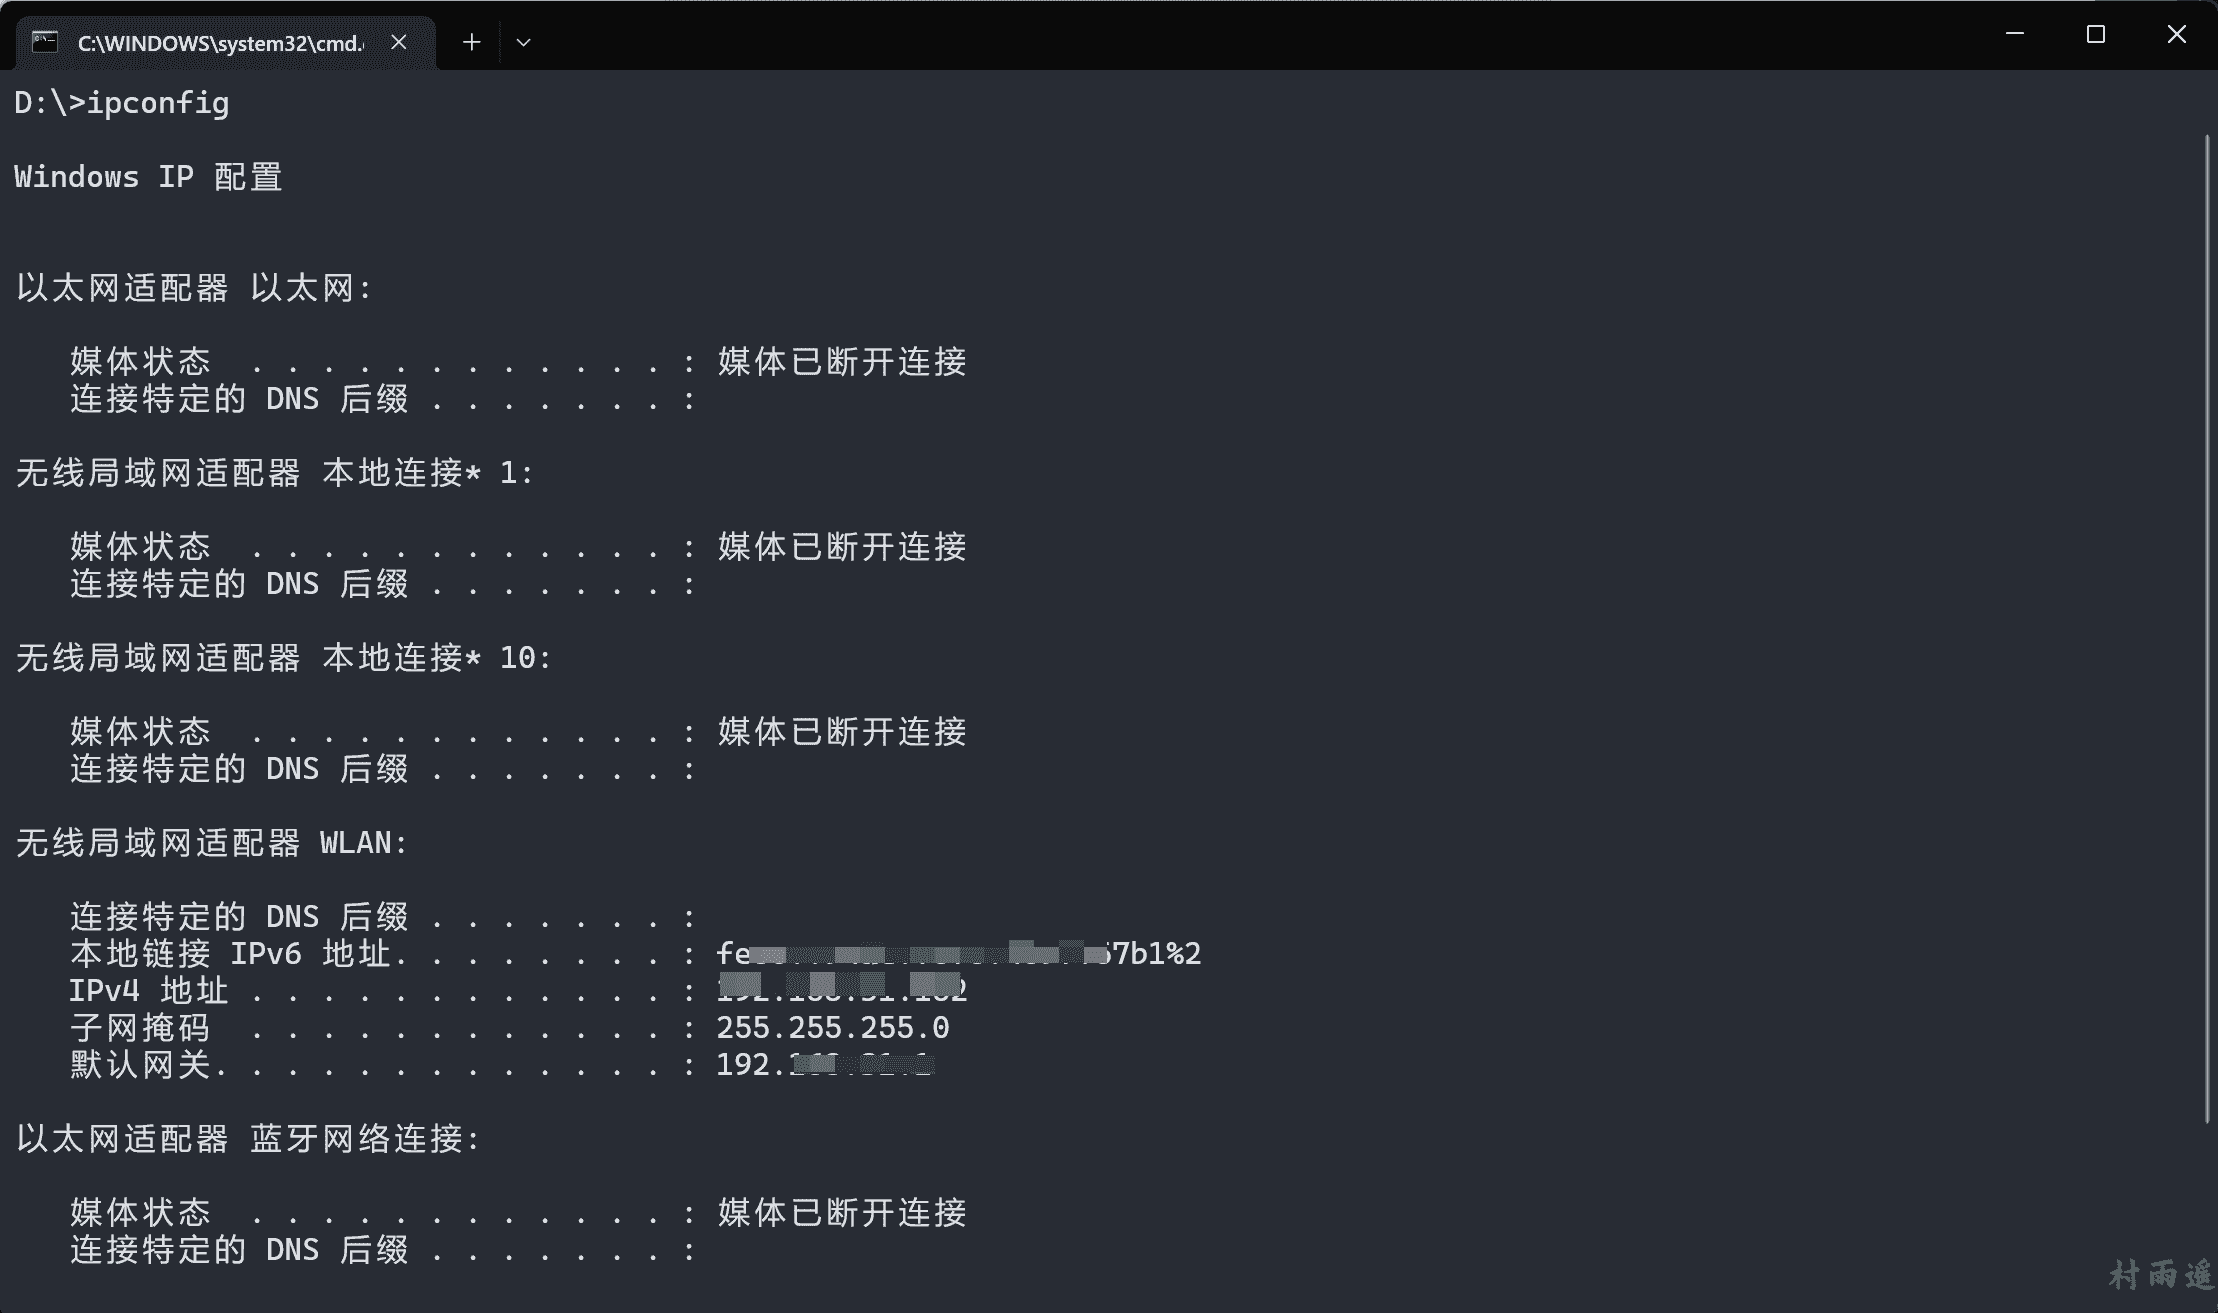 C:\WINDOWS\system32\cmd.
D:\>ipconfig
Windows IP 配置
以太网适配器 以太网:
媒体状态 . . . . . . . . . . . . : 媒体已断开连接
连接特定的 DNS 后缀 . . . . . . . :
无线局域网适配器 本地连接* 1:
媒体状态 . . . . . . . . . . . . : 媒体已断开连接
连接特定的 DNS 后缀 . . . . . . . :
无线局域网适配器 本地连接* 10:
媒体状态 . . . . . . . . . . . . : 媒体已断开连接
连接特定的 DNS 后缀 . . . . . . . :
无线局域网适配器 WLAN:
连接特定的 DNS 后缀 . . . . . . . :
本地链接 IPv6 地址. . . . . . . . :
IPv4 地址 . . . . . . . . . . . . :
子网掩码 . . . . . . . . . . . . : 255.255.255.0
默认网关. . . . . . . . . . . . . : 192.
以太网适配器 蓝牙网络连接:
媒体状态 . . . . . . . . . . . . : 媒体已断开连接
连接特定的 DNS 后缀 . . . . . . . :
村雨遥